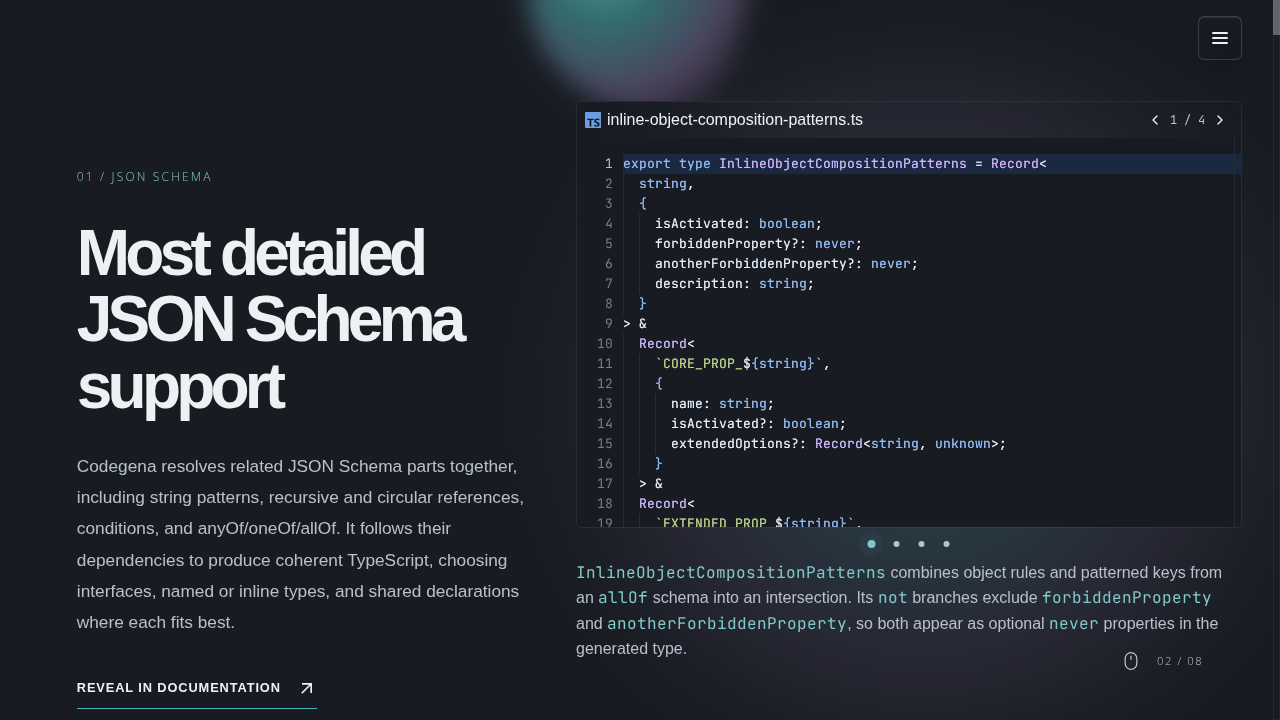 01 / JSON SCHEMA
Most detailed
JSON Schema
support
Codegena resolves related JSON Schema parts together,
including string patterns, recursive and circular references,
conditions, and anyOf/oneOf/allOf. It follows their
dependencies to produce coherent TypeScript, choosing
interfaces, named or inline types, and shared declarations
where each fits best.
REVEAL IN DOCUMENTATION
TS inline-object-composition-patterns.ts 1 / 4
1 export type InlineObjectCompositionPatterns = Record<
2 string,
3 {
4 isActivated: boolean;
5 forbiddenProperty?: never;
6 anotherForbiddenProperty?: never;
7 description: string;
8 }
9 > &
10 Record<
11 `CORE_PROP_${string}`,
12 {
13 name: string;
14 isActivated?: boolean;
15 extendedOptions?: Record<string, unknown>;
16 }
17 > &
18 Record<
19 `EXTENDED_PROP_${string}`,
InlineObjectCompositionPatterns combines object rules and patterned keys from
an allOf schema into an intersection. Its not branches exclude forbiddenProperty
and anotherForbiddenProperty, so both appear as optional never properties in the
generated type.
02 / 08